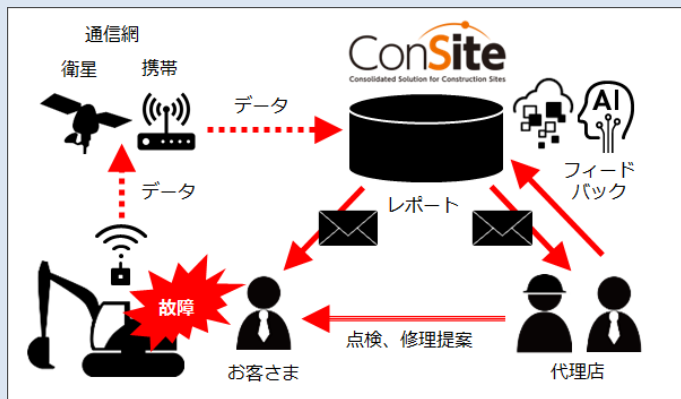 通信網
衛星
携帯
ConSite
Consolidated Solution for Construction Sites
データ
AI
フィード
バック
データ
レポート
故障
点検、修理提案
お客さま
代理店